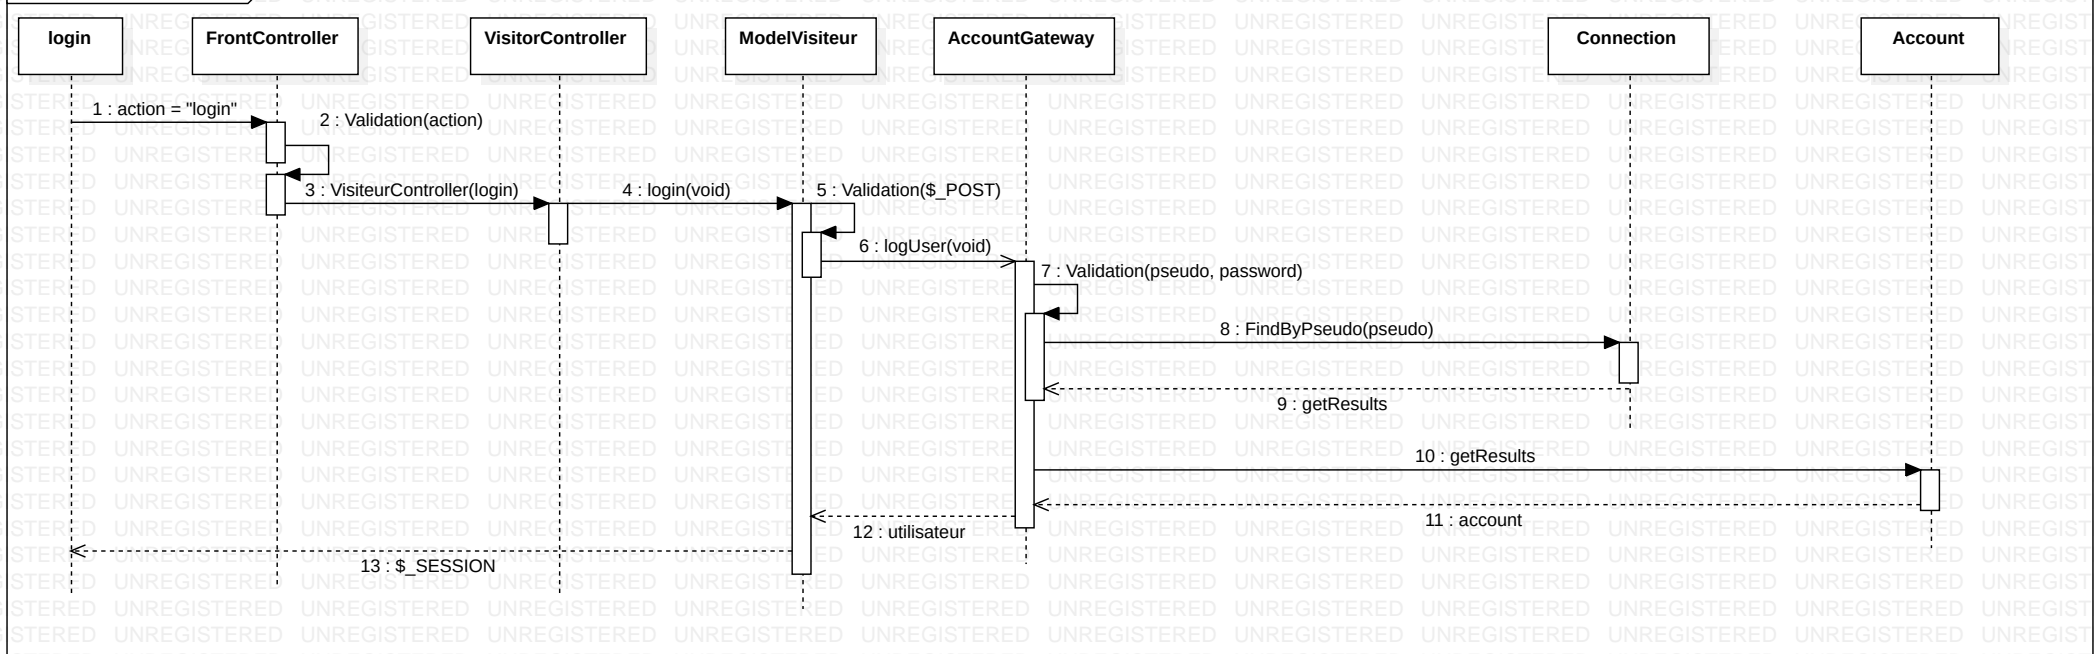 login
FrontController
VisitorController
ModelVisiteur
AccountGateway
Connection
Account
1 : action = "login"
2 : Validation(action)
3 : VisiteurController(login)
4 : login(void)
5 : Validation($_POST)
6 : logUser(void)
7 : Validation(pseudo, password)
8 : FindByPseudo(pseudo)
9 : getResults
10 : getResults
11 : account
12 : utilisateur
13 : $_SESSION
UNREGISTERED